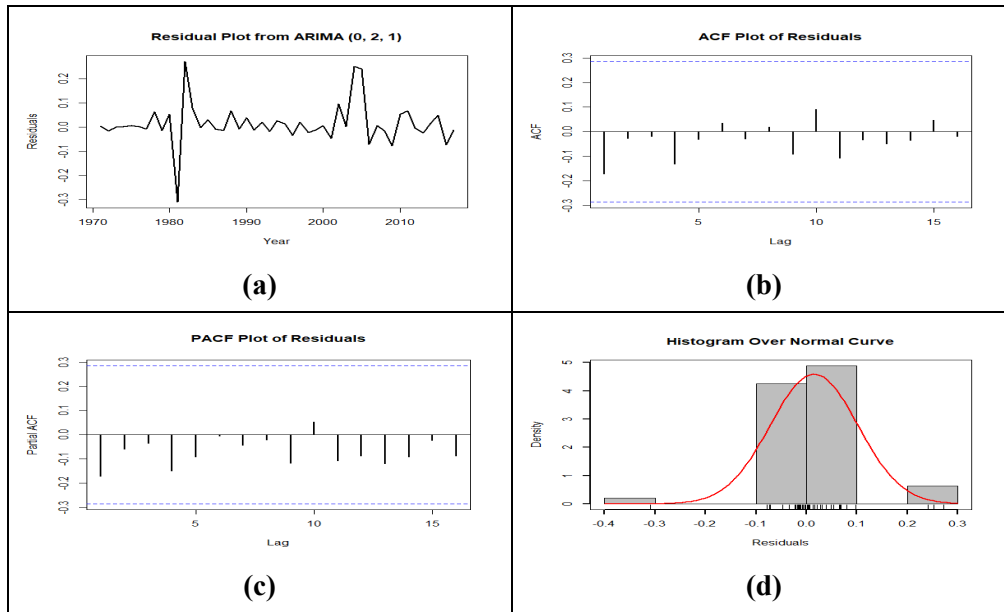 Residual Plot from ARIMA (0, 2, 1)
Residuals
0.2
0.1
0.0
-0.1
-0.2
-0.3
1970 1980 1990 2000 2010
Year
(a)
ACF Plot of Residuals
ACF
0.3
0.2
0.1
0.0
-0.1
-0.2
-0.3
5 10 15
Lag
(b)
PACF Plot of Residuals
Partial ACF
0.3
0.2
0.1
0.0
-0.1
-0.2
-0.3
5 10 15
Lag
(c)
Histogram Over Normal Curve
Density
5
4
3
2
1
0
-0.4 -0.3 -0.2 -0.1 0.0 0.1 0.2 0.3
Residuals
(d)